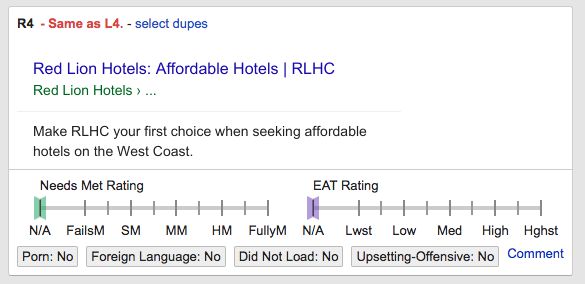 R4 - Same as L4. - select dupes
Red Lion Hotels: Affordable Hotels | RLHC
Red Lion Hotels › ...
Make RLHC your first choice when seeking affordable
hotels on the West Coast.
Needs Met Rating EAT Rating
N/A FailsM SM MM HM FullyM N/A Lwst Low Med High Hghst
Porn: No Foreign Language: No Did Not Load: No Upsetting-Offensive: No Comment